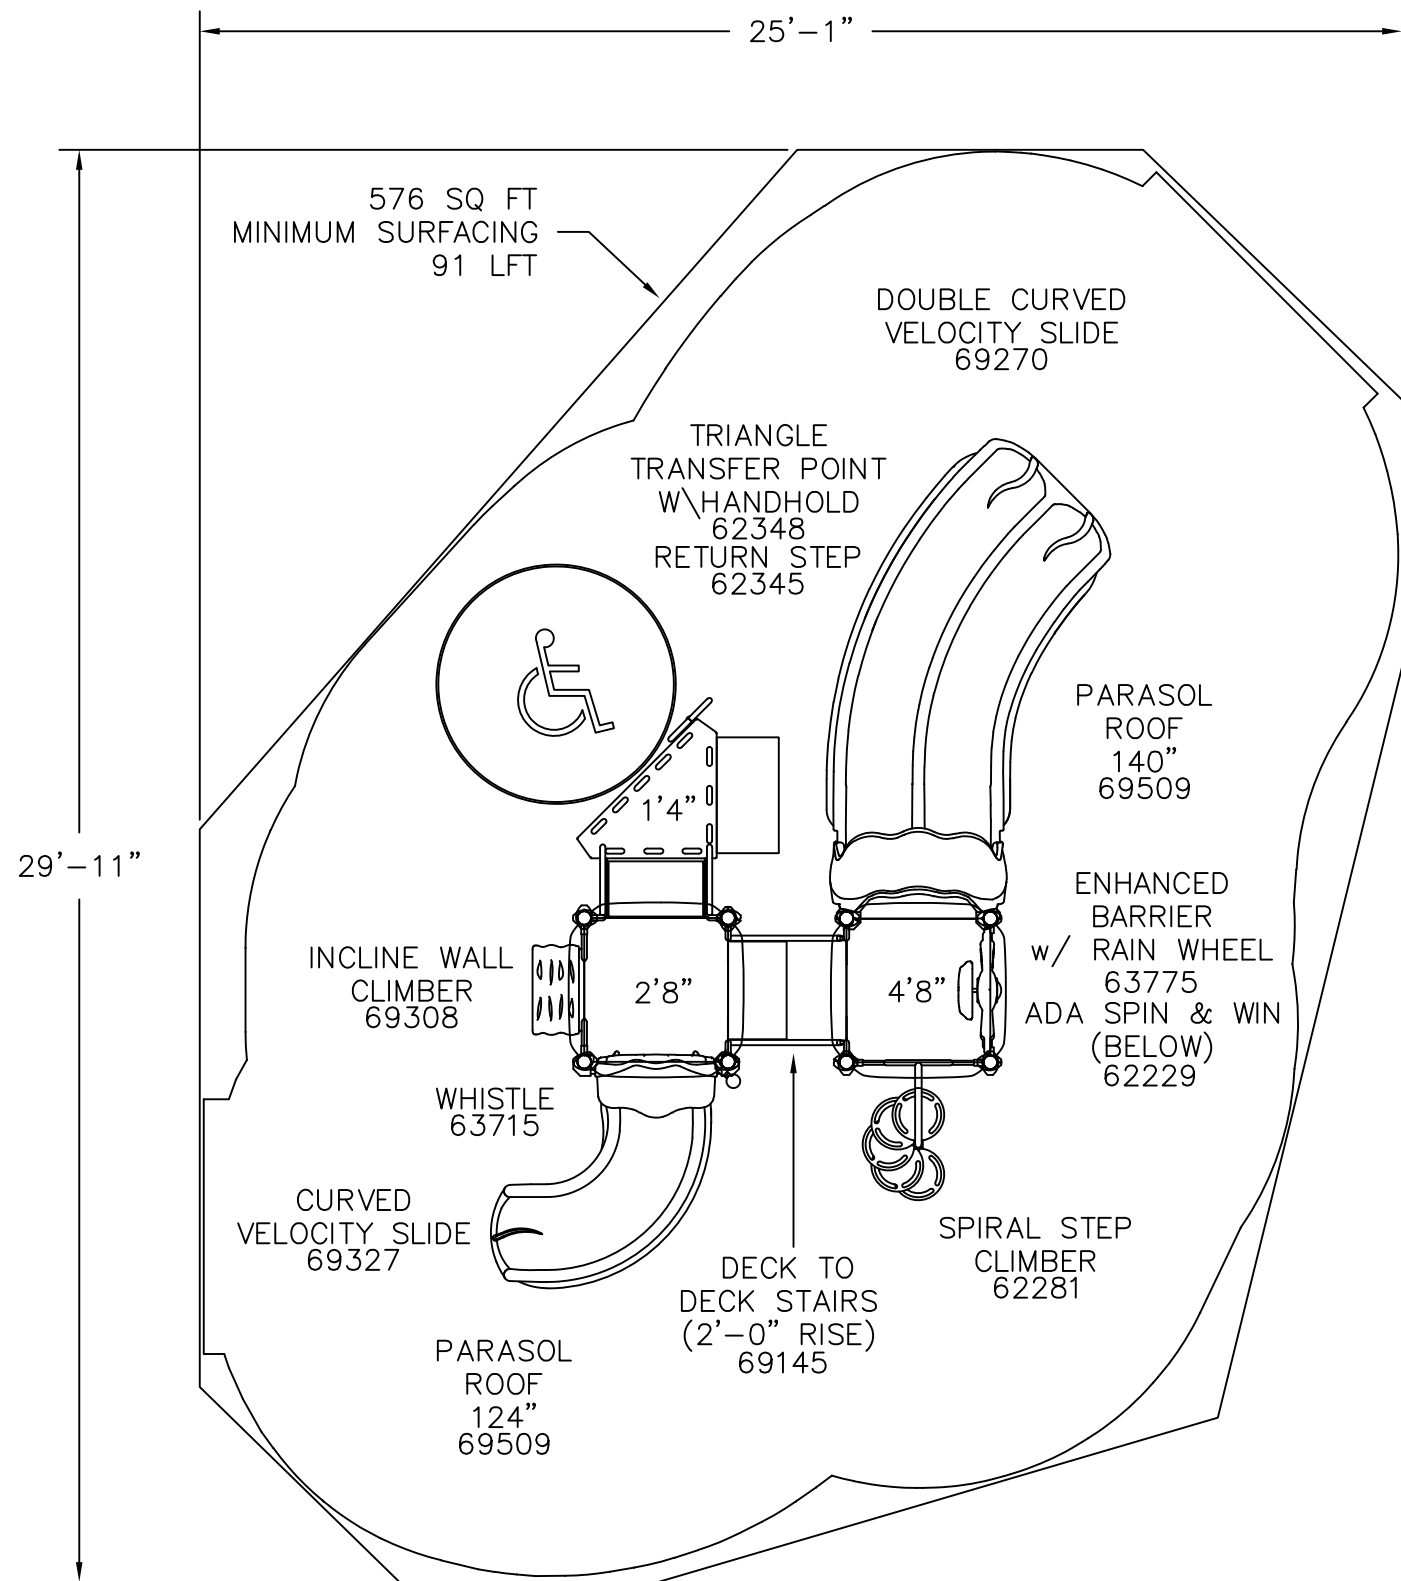 25'-1"
576 SQ FT
MINIMUM SURFACING
91 LFT
DOUBLE CURVED
VELOCITY SLIDE
69270
TRIANGLE
TRANSFER POINT
W\HANDHOLD
62348
RETURN STEP
62345
PARASOL
ROOF
140"
69509
1'4"
29'-11"
ENHANCED
BARRIER
w/ RAIN WHEEL
63775
ADA SPIN & WIN
(BELOW)
62229
INCLINE WALL
CLIMBER
69308
2'8"
4'8"
WHISTLE
63715
CURVED
VELOCITY SLIDE
69327
SPIRAL STEP
CLIMBER
62281
DECK TO
DECK STAIRS
(2'-0" RISE)
69145
PARASOL
ROOF
124"
69509